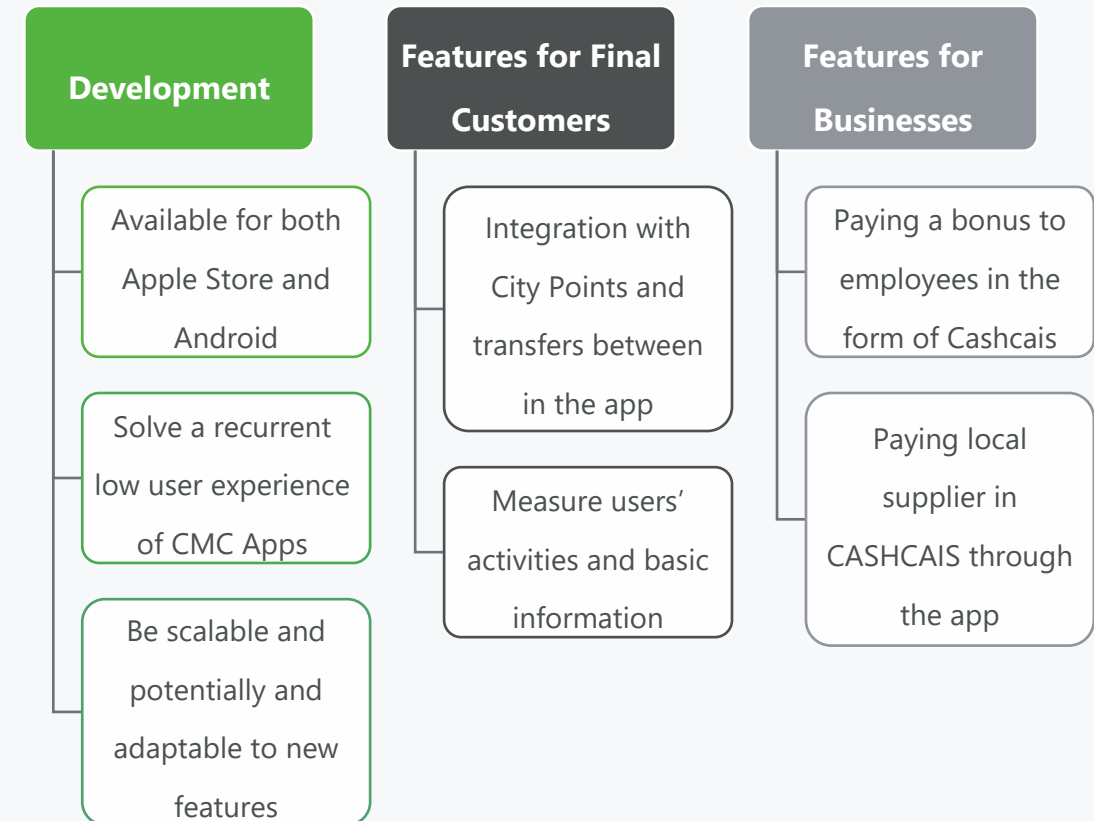 Development
Available for both
Apple Store and
Android
Solve a recurrent
low user experience
of CMC Apps
Be scalable and
potentially and
adaptable to new
features
Features for Final
Customers
Integration with
City Points and
transfers between
in the app
Measure users’
activities and basic
information
Features for
Businesses
Paying a bonus to
employees in the
form of Cashcais
Paying local
supplier in
CASHCAIS through
the app